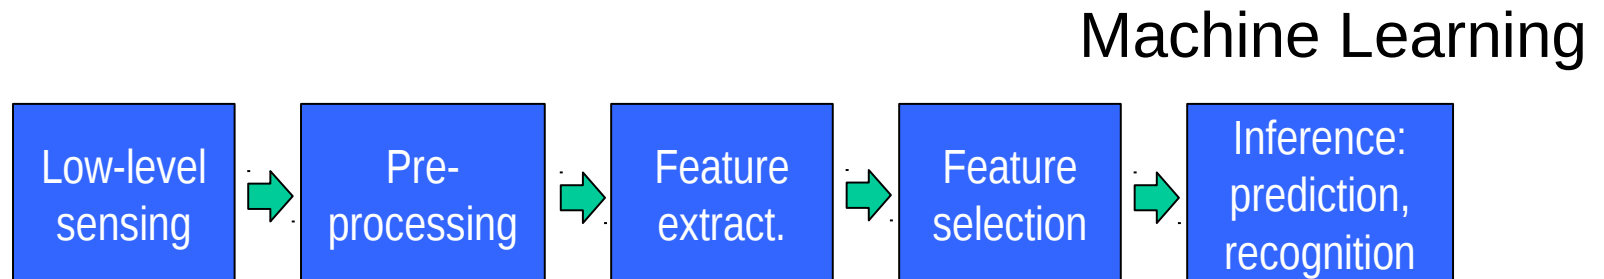 Machine Learning
Low-level
sensing
Pre-
processing
Feature
extract.
Feature
selection
Inference:
prediction,
recognition